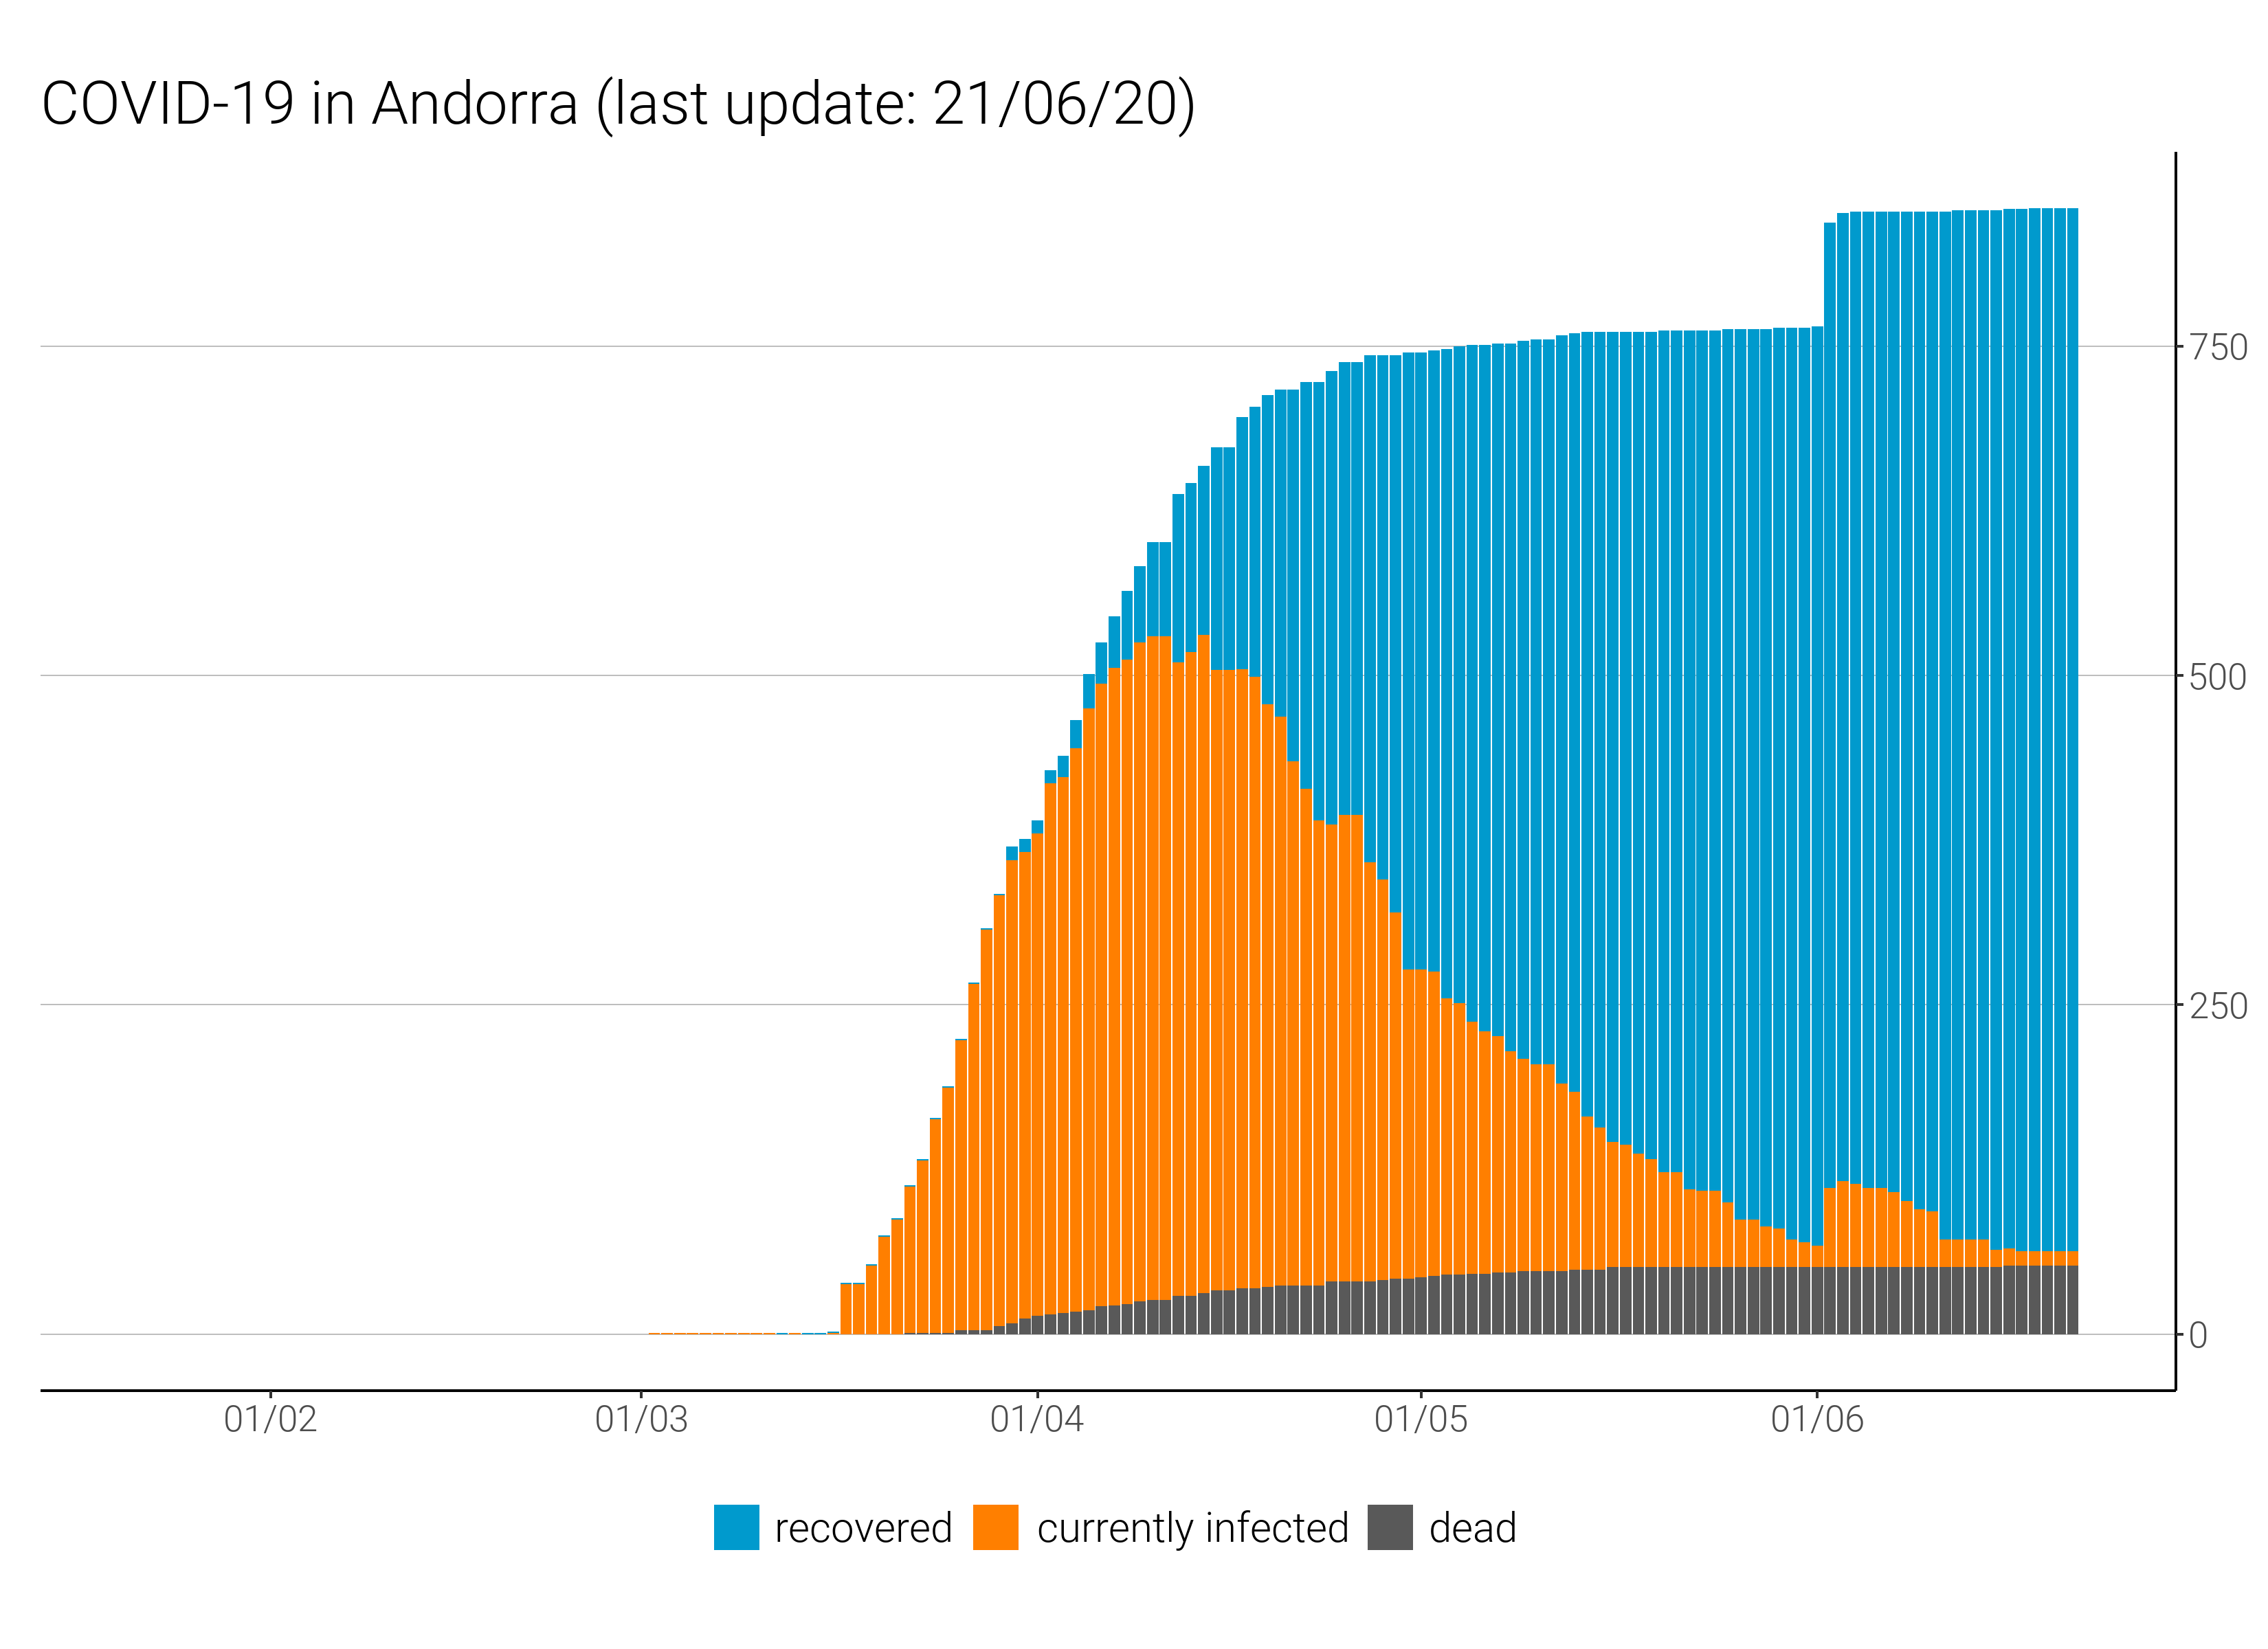 COVID-19 in Andorra (last update: 21/06/20)
750
500
250
0
01/02 01/03 01/04 01/05 01/06
recovered currently infected dead